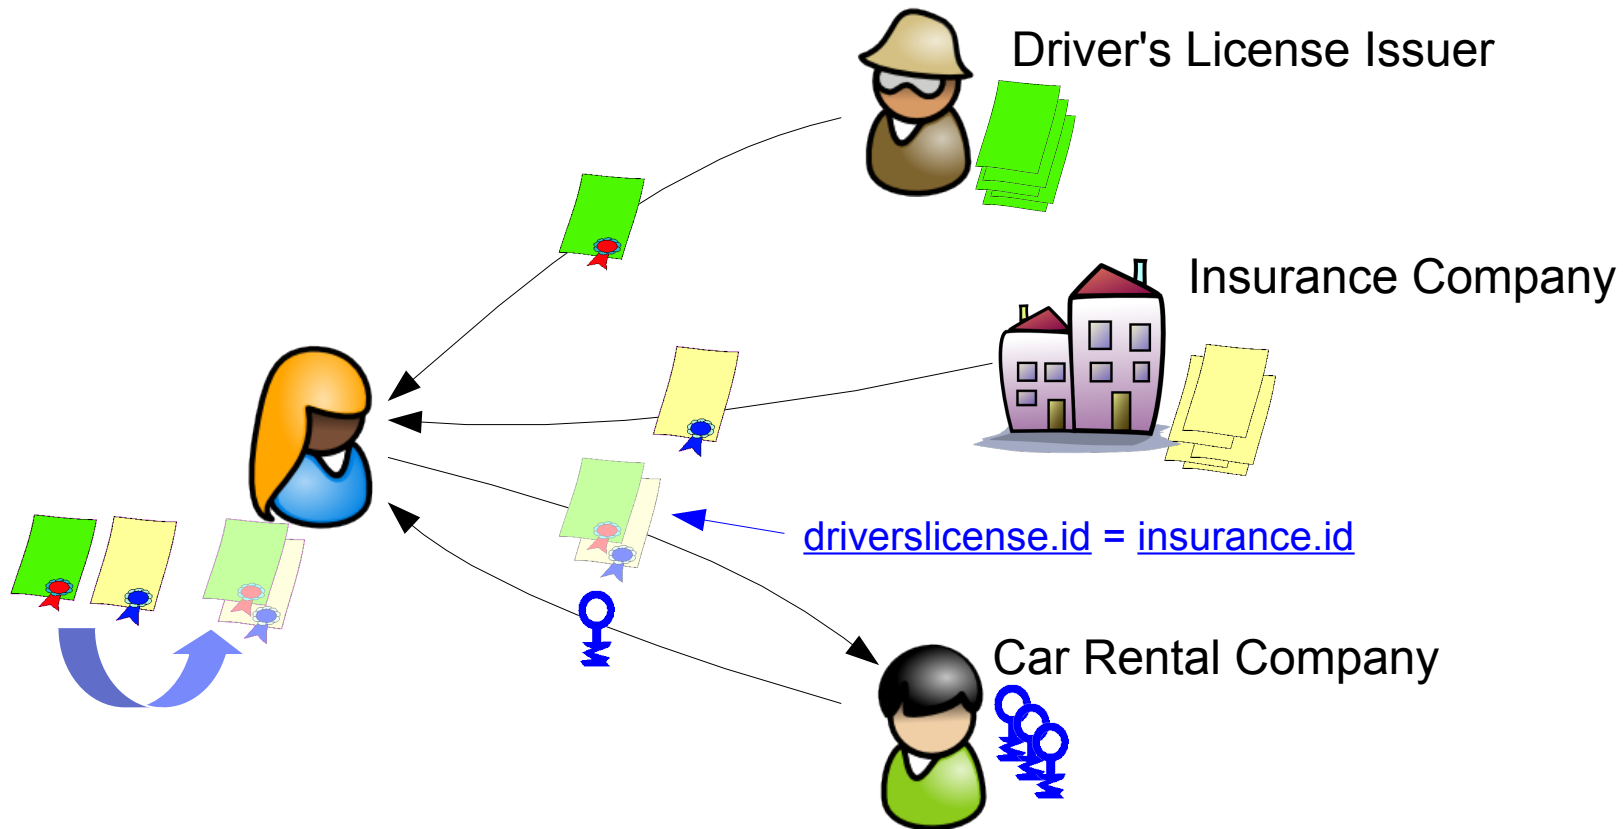 Driver's License Issuer
Insurance Company
driverslicense.id = insurance.id
Car Rental Company